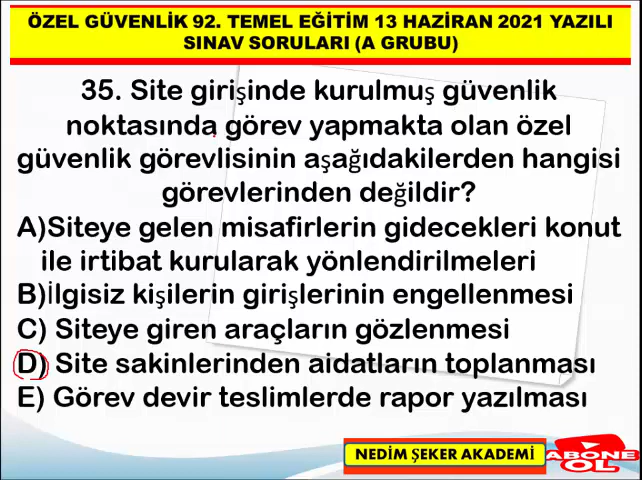 ÖZEL GÜVENLİK 92. TEMEL EĞİTİM 13 HAZİRAN 2021 YAZILI
SINAV SORULARI (A GRUBU)
35. Site girişinde kurulmuş güvenlik
noktasında görev yapmakta olan özel
güvenlik görevlisinin aşağıdakilerden hangisi
görevlerinden değildir?
A)Siteye gelen misafirlerin gidecekleri konut
ile irtibat kurularak yönlendirilmeleri
B)İlgisiz kişilerin girişlerinin engellenmesi
C) Siteye giren araçların gözlenmesi
D) Site sakinlerinden aidatların toplanması
E) Görev devir teslimlerde rapor yazılması
NEDİM ŞEKER AKADEMİ
ABONE
OL